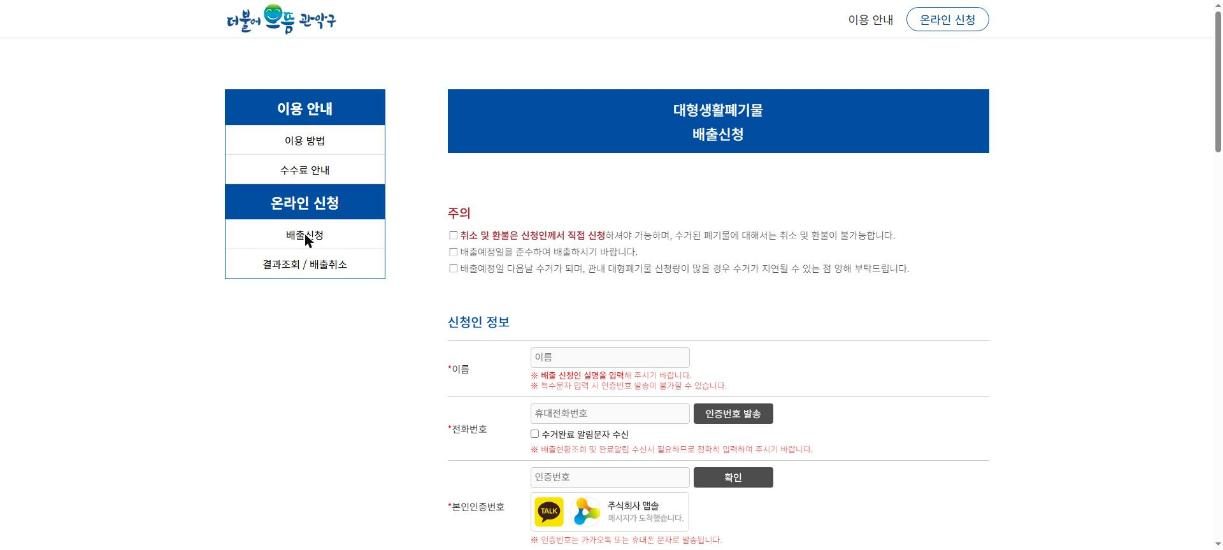 더불어 으뜸 관악구
이용 안내
온라인 신청
이용 안내
이용 방법
수수료 안내
온라인 신청
배출신청
결과조회 / 배출취소
대형생활폐기물
배출신청
주의
취소 및 환불은 신청인께서 직접 신청하셔야 가능하며, 수거된 폐기물에 대해서는 취소 및 환불이 불가능합니다.
배출예정일을 준수하여 배출하시기 바랍니다.
배출예정일 다음날 수거가 되며, 관내 대형폐기물 신청량이 많을 경우 수거가 지연될 수 있는 점 양해 부탁드립니다.
신청인 정보
*이름
이름
※ 배출 신청인 실명을 입력해 주시기 바랍니다.
※ 특수문자 입력 시 인증번호 발송이 불가할 수 있습니다.
*전화번호
휴대전화번호
인증번호 발송
수거완료 알림문자 수신
※ 배출현황조회 및 완료알림 수신시 필요하므로 정확히 입력하여 주시기 바랍니다.
*본인인증번호
인증번호
확인
TALK
주식회사 앱솔
메시지가 도착했습니다.
※ 인증번호는 카카오톡 또는 휴대폰 문자로 발송됩니다.